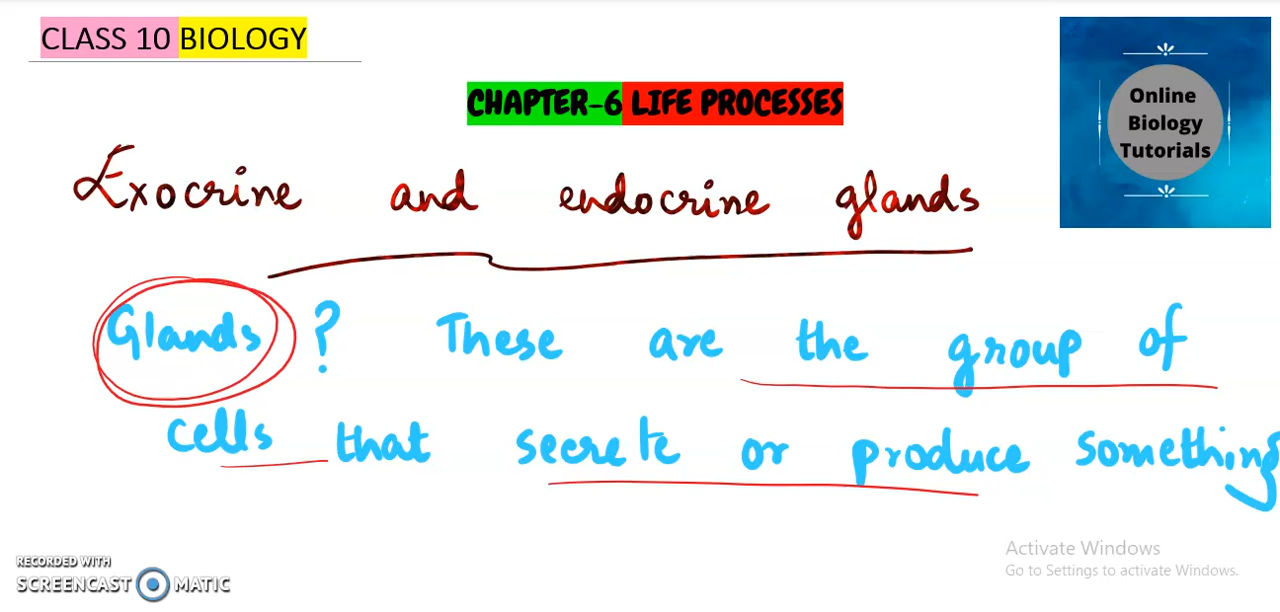 CLASS 10 BIOLOGY
CHAPTER-6 LIFE PROCESSES
Online
Biology
Tutorials
Exocrine and endocrine glands
Glands ? These are the group of
cells that secrete or produce something
Activate Windows
Go to Settings to activate Windows.
RECORDED WITH
SCREENCAST MATIC